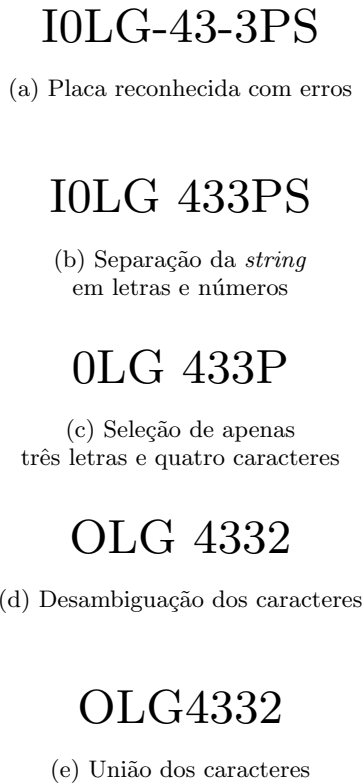 I0LG-43-3PS
(a) Placa reconhecida com erros
I0LG 433PS
(b) Separação da string
em letras e números
0LG 433P
(c) Seleção de apenas
três letras e quatro caracteres
OLG 4332
(d) Desambiguação dos caracteres
OLG4332
(e) União dos caracteres